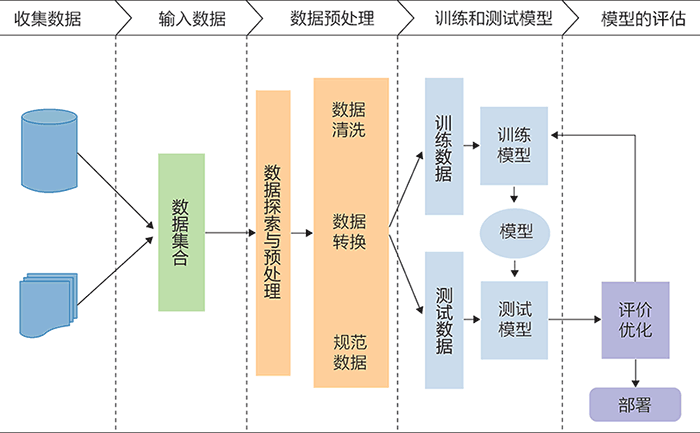 收集数据
输入数据
数据预处理
训练和测试模型
模型的评估
数据集合
数据探索与预处理
数据
清洗
数据
转换
规范
数据
训练数据
训练
模型
模型
测试数据
测试
模型
评价
优化
部署